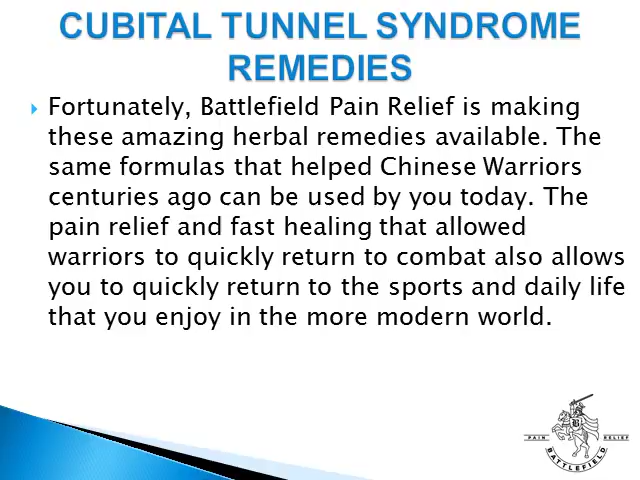 CUBITAL TUNNEL SYNDROME
REMEDIES
Fortunately, Battlefield Pain Relief is making
these amazing herbal remedies available. The
same formulas that helped Chinese Warriors
centuries ago can be used by you today. The
pain relief and fast healing that allowed
warriors to quickly return to combat also allows
you to quickly return to the sports and daily life
that you enjoy in the more modern world.
B
PAIN RELIEF
BATTLEFIELD